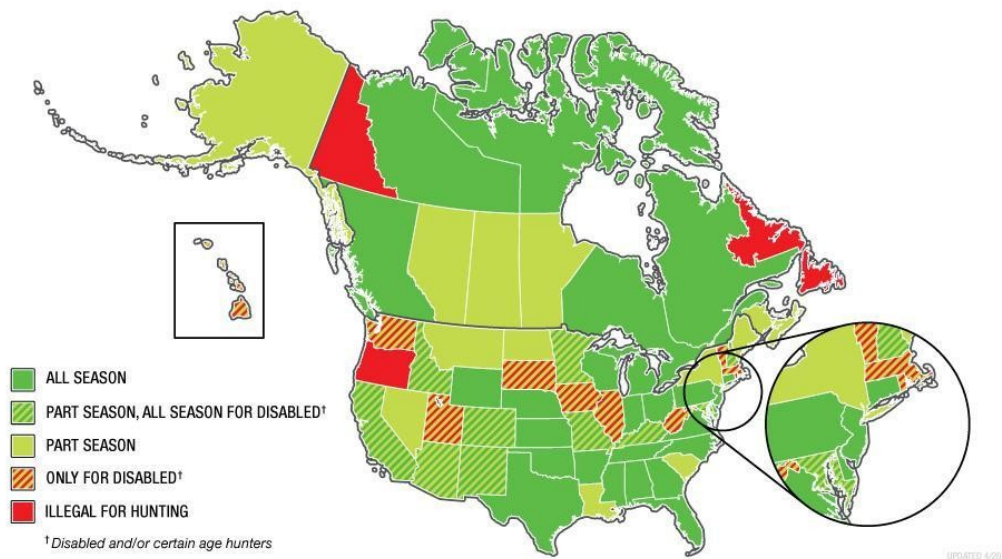 ALL SEASON
PART SEASON, ALL SEASON FOR DISABLED†
PART SEASON
ONLY FOR DISABLED†
ILLEGAL FOR HUNTING
†Disabled and/or certain age hunters